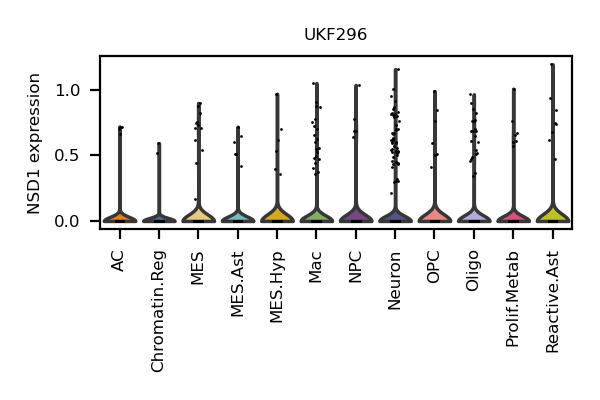 UKF296
NSD1 expression
1.0
0.5
0.0
AC
Chromatin.Reg
MES
MES.Ast
MES.Hyp
Mac
NPC
Neuron
OPC
Oligo
Prolif.Metab
Reactive.Ast